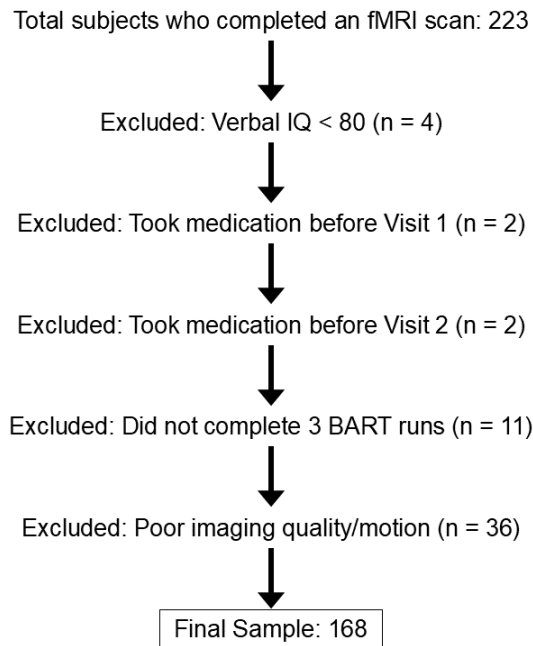 Total subjects who completed an fMRI scan: 223
Excluded: Verbal IQ < 80 (n = 4)
Excluded: Took medication before Visit 1 (n = 2)
Excluded: Took medication before Visit 2 (n = 2)
Excluded: Did not complete 3 BART runs (n = 11)
Excluded: Poor imaging quality/motion (n = 36)
Final Sample: 168